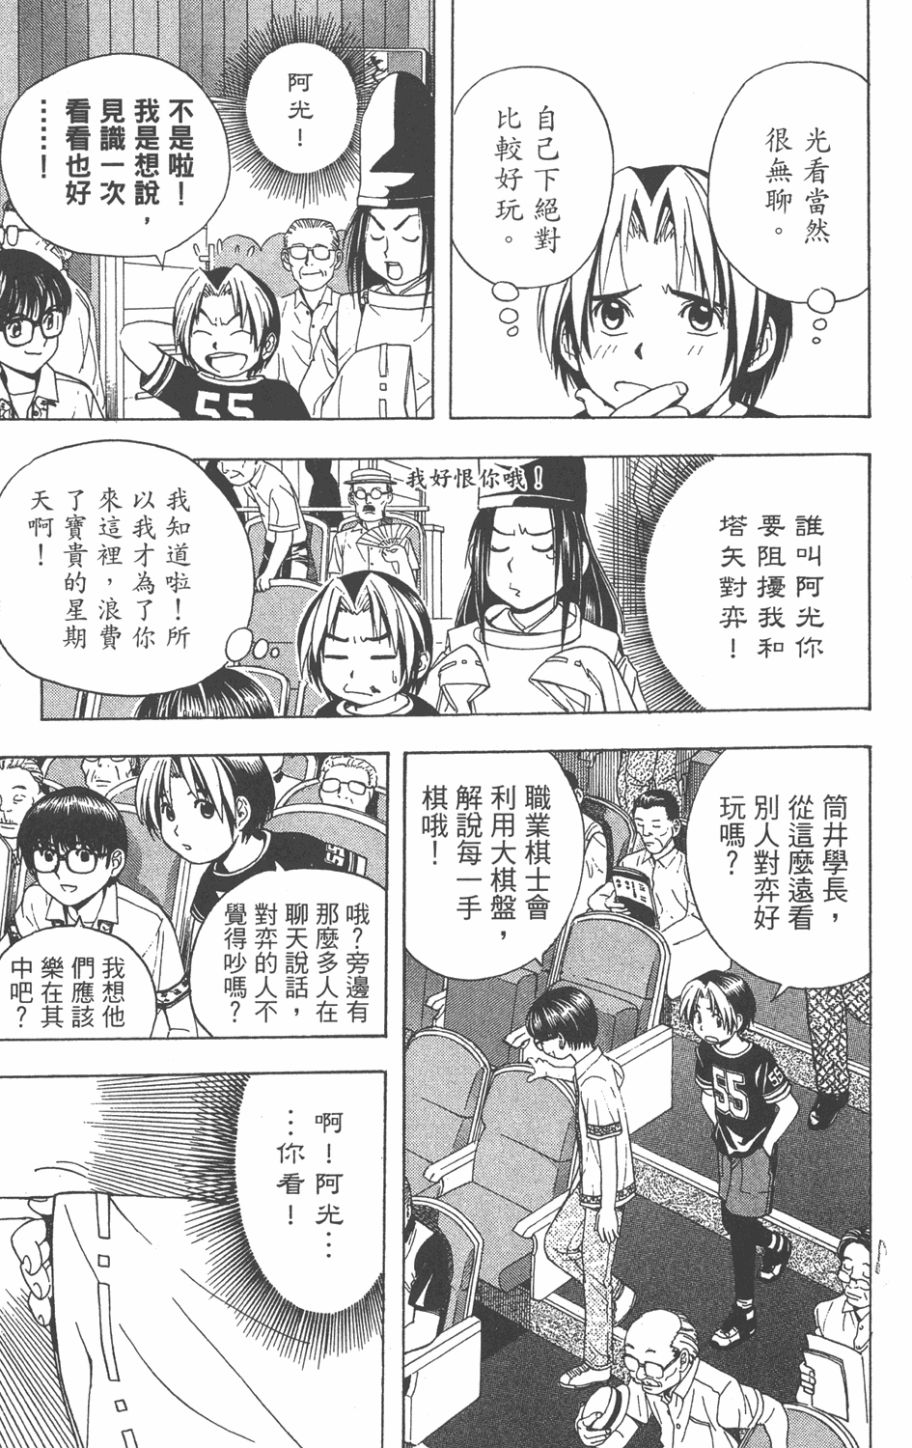 光看當然
很無聊。
自己下絕對
比較好玩。
阿光！
不是啦！
我是想說，
見識一次
看看也好
……！
55
誰叫阿光你
要阻擾我和
塔矢對弈！
我好恨你哦！
我知道啦！所
以我才為了你
來這裡，浪費
了寶貴的星期
天啊！
筒井學長，
從這麼遠看
別人對弈好
玩嗎？
職業棋士會
利用大棋盤，
解說每一手
棋哦！
55
55
哦？旁邊有
那麼多人在
聊天說話，
對弈的人不
覺得吵嗎？
我想他
們應該
樂在其
中吧？
啊！阿光…
…你看！